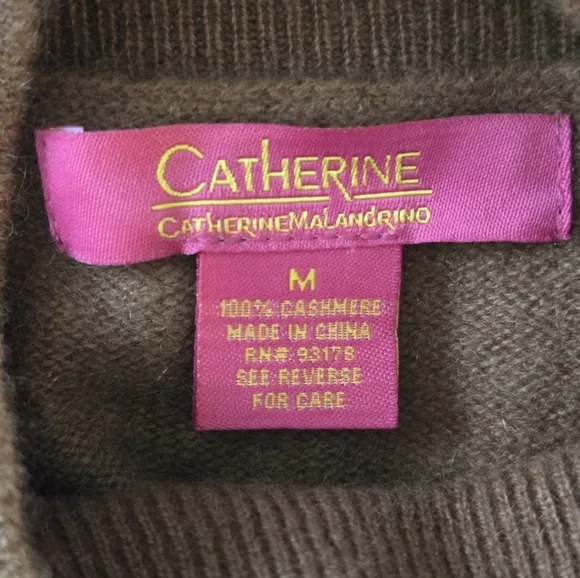 CATHERINE
CATHERINEMALANDRINO
M
100% CASHMERE
MADE IN CHINA
RN# 93178
SEE REVERSE
FOR CARE